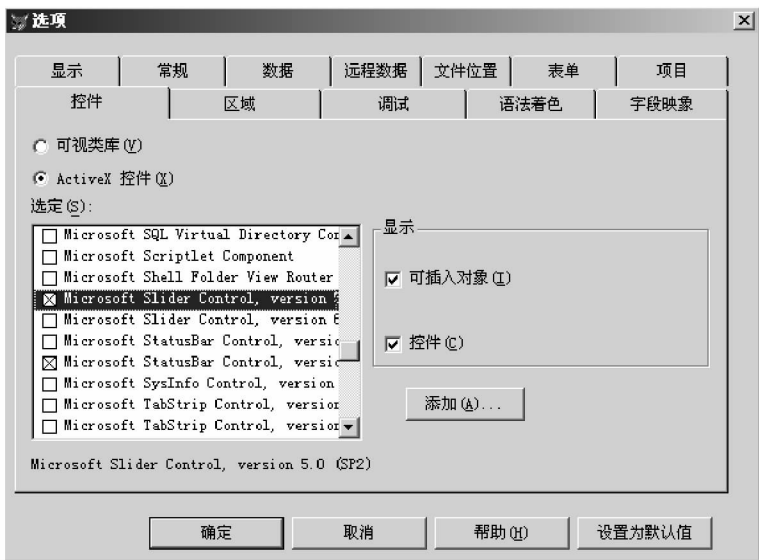 选项
显示 常规 数据 远程数据 文件位置 表单 项目
控件 区域 调试 语法着色 字段映象
可视类库(V)
ActiveX 控件(X)
选定(S):
Microsoft SQL Virtual Directory Con
Microsoft Scriptlet Component
Microsoft Shell Folder View Router
Microsoft Slider Control, version
Microsoft Slider Control, version 6
Microsoft StatusBar Control, versio
Microsoft StatusBar Control, versio
Microsoft SysInfo Control, version
Microsoft TabStrip Control, version
Microsoft TabStrip Control, version
显示
可插入对象(I)
控件(C)
添加(A)...
Microsoft Slider Control, version 5.0 (SP2)
确定 取消 帮助(H) 设置为默认值